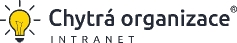 Chytrá organizace®
INTRANET